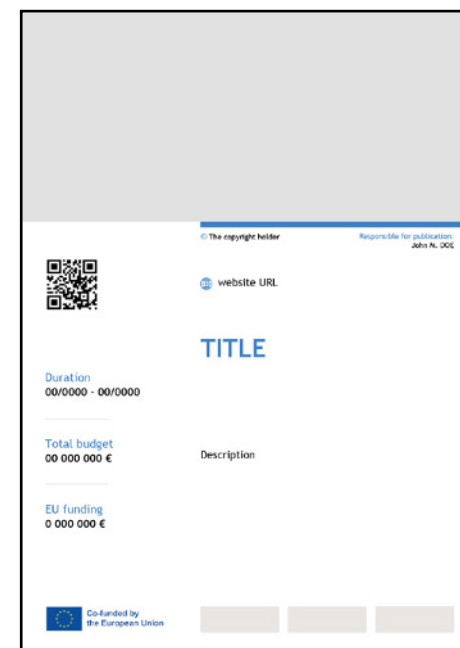 © The copyright holder
Responsible for publication:
John N. DOE
website URL
TITLE
Duration
00/0000 - 00/0000
Total budget
00 000 000 €
Description
EU funding
0 000 000 €
Co-funded by
the European Union